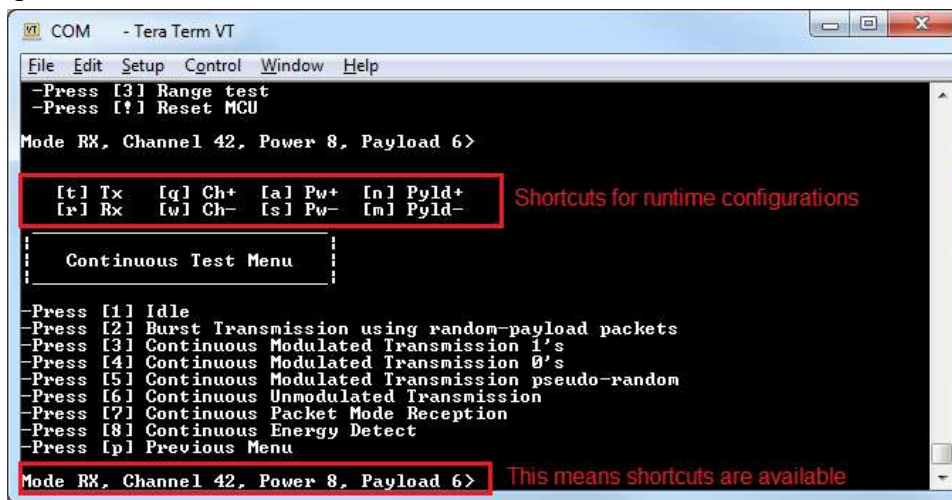 COM - Tera Term VT
File Edit Setup Control Window Help
-Press [3] Range test
-Press [!] Reset MCU
Mode RX, Channel 42, Power 8, Payload 6>
[t] Tx [q] Ch+ [a] Pw+ [n] Pyld+
[r] Rx [w] Ch- [s] Pw- [m] Pyld-
Shortcuts for runtime configurations
Continuous Test Menu
-Press [1] Idle
-Press [2] Burst Transmission using random-payload packets
-Press [3] Continuous Modulated Transmission 1's
-Press [4] Continuous Modulated Transmission 0's
-Press [5] Continuous Modulated Transmission pseudo-random
-Press [6] Continuous Unmodulated Transmission
-Press [7] Continuous Packet Mode Reception
-Press [8] Continuous Energy Detect
-Press [p] Previous Menu
Mode RX, Channel 42, Power 8, Payload 6>
This means shortcuts are available